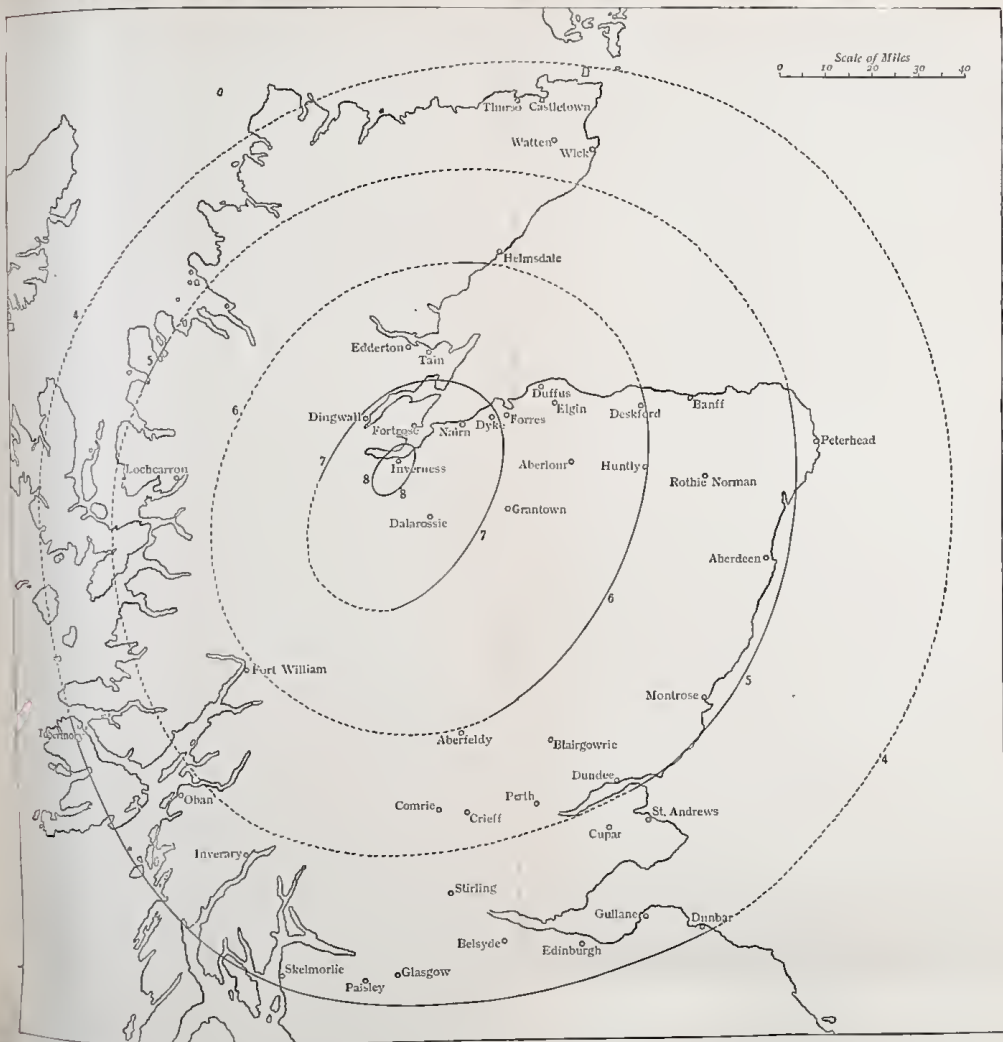 Scale of Miles
0 10 20 30 40
Thurso Castletown
Watten
Wick
Helmsdale
4
5
Edderton
Tain
6
Duffus
Elgin
Banff
Deskford
Dingwall
Forres
Dyke
Fortrose
Nairn
Peterhead
7
Inverness
Aberlour
Huntly
Lochcarron
8
Rothie Norman
8
Grantown
Dalarossie
7
Aberdeen
6
Fort William
5
Montrose
Tobermory
Aberfeldy
Blairgowrie
4
Dundee
Oban
Perth
Comrie
Crieff
St. Andrews
Cupar
Inverary
Stirling
Gullane
Dunbar
Belsyde
Edinburgh
Skelmorlie
Glasgow
Paisley